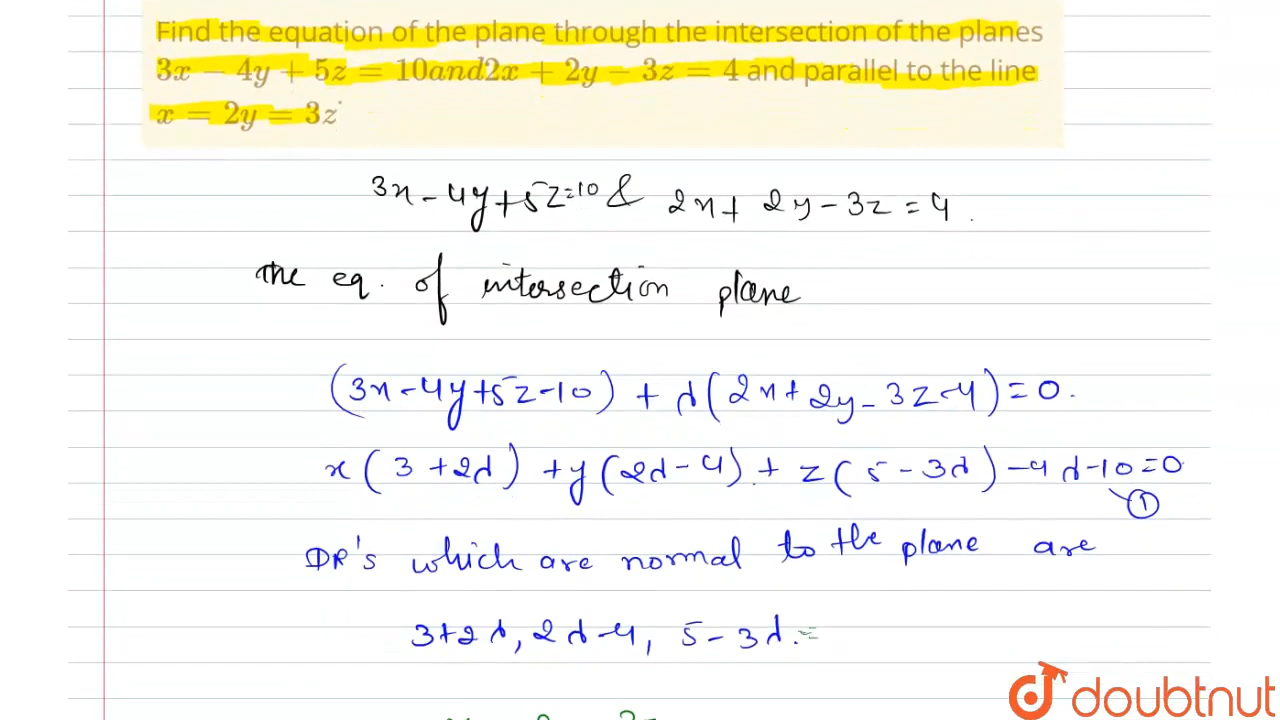 Find the equation of the plane through the intersection of the planes
3x − 4y + 5z = 10and2x + 2y − 3z = 4 and parallel to the line
x = 2y = 3z
3x - 4y + 5z = 10 & 2x + 2y - 3z = 4 .
The eq. of intersection plane
(3x - 4y + 5z - 10) + λ(2x + 2y - 3z - 4) = 0.
x(3 + 2λ) + y(2λ - 4) + z(5 - 3λ) - 4λ - 10 = 0
①
DR's which are normal to the plane are
3+2λ, 2λ-4, 5-3λ. =
doubtnut